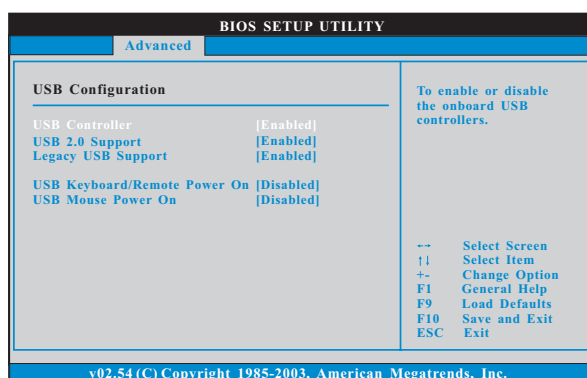 BIOS SETUP UTILITY
Advanced
USB Configuration
USB Controller [Enabled]
USB 2.0 Support [Enabled]
Legacy USB Support [Enabled]
USB Keyboard/Remote Power On [Disabled]
USB Mouse Power On [Disabled]
To enable or disable
the onboard USB
controllers.
↔ Select Screen
↑↓ Select Item
+- Change Option
F1 General Help
F9 Load Defaults
F10 Save and Exit
ESC Exit
v02.54 (C) Copyright 1985-2003, American Megatrends, Inc.